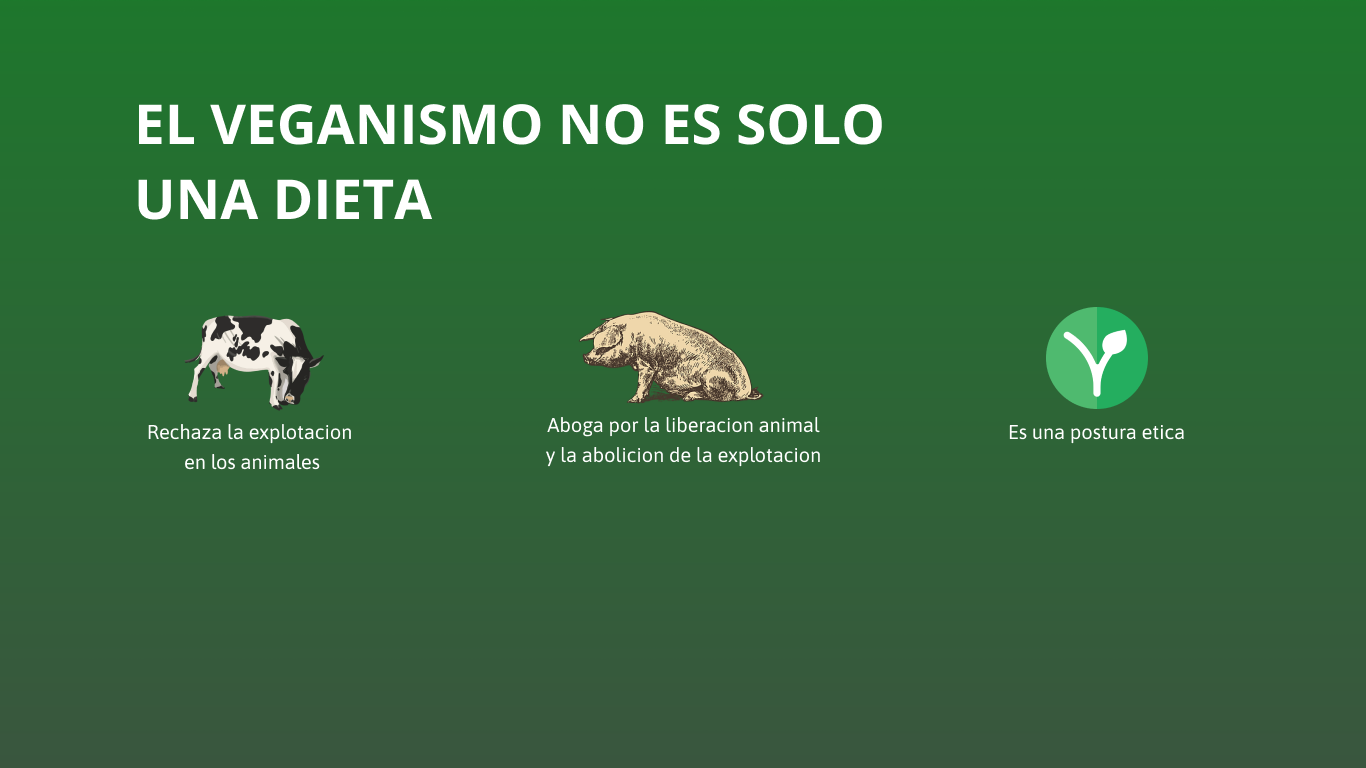 EL VEGANISMO NO ES SOLO
UNA DIETA
Rechaza la explotacion
en los animales
Aboga por la liberacion animal
y la abolicion de la explotacion
Es una postura etica